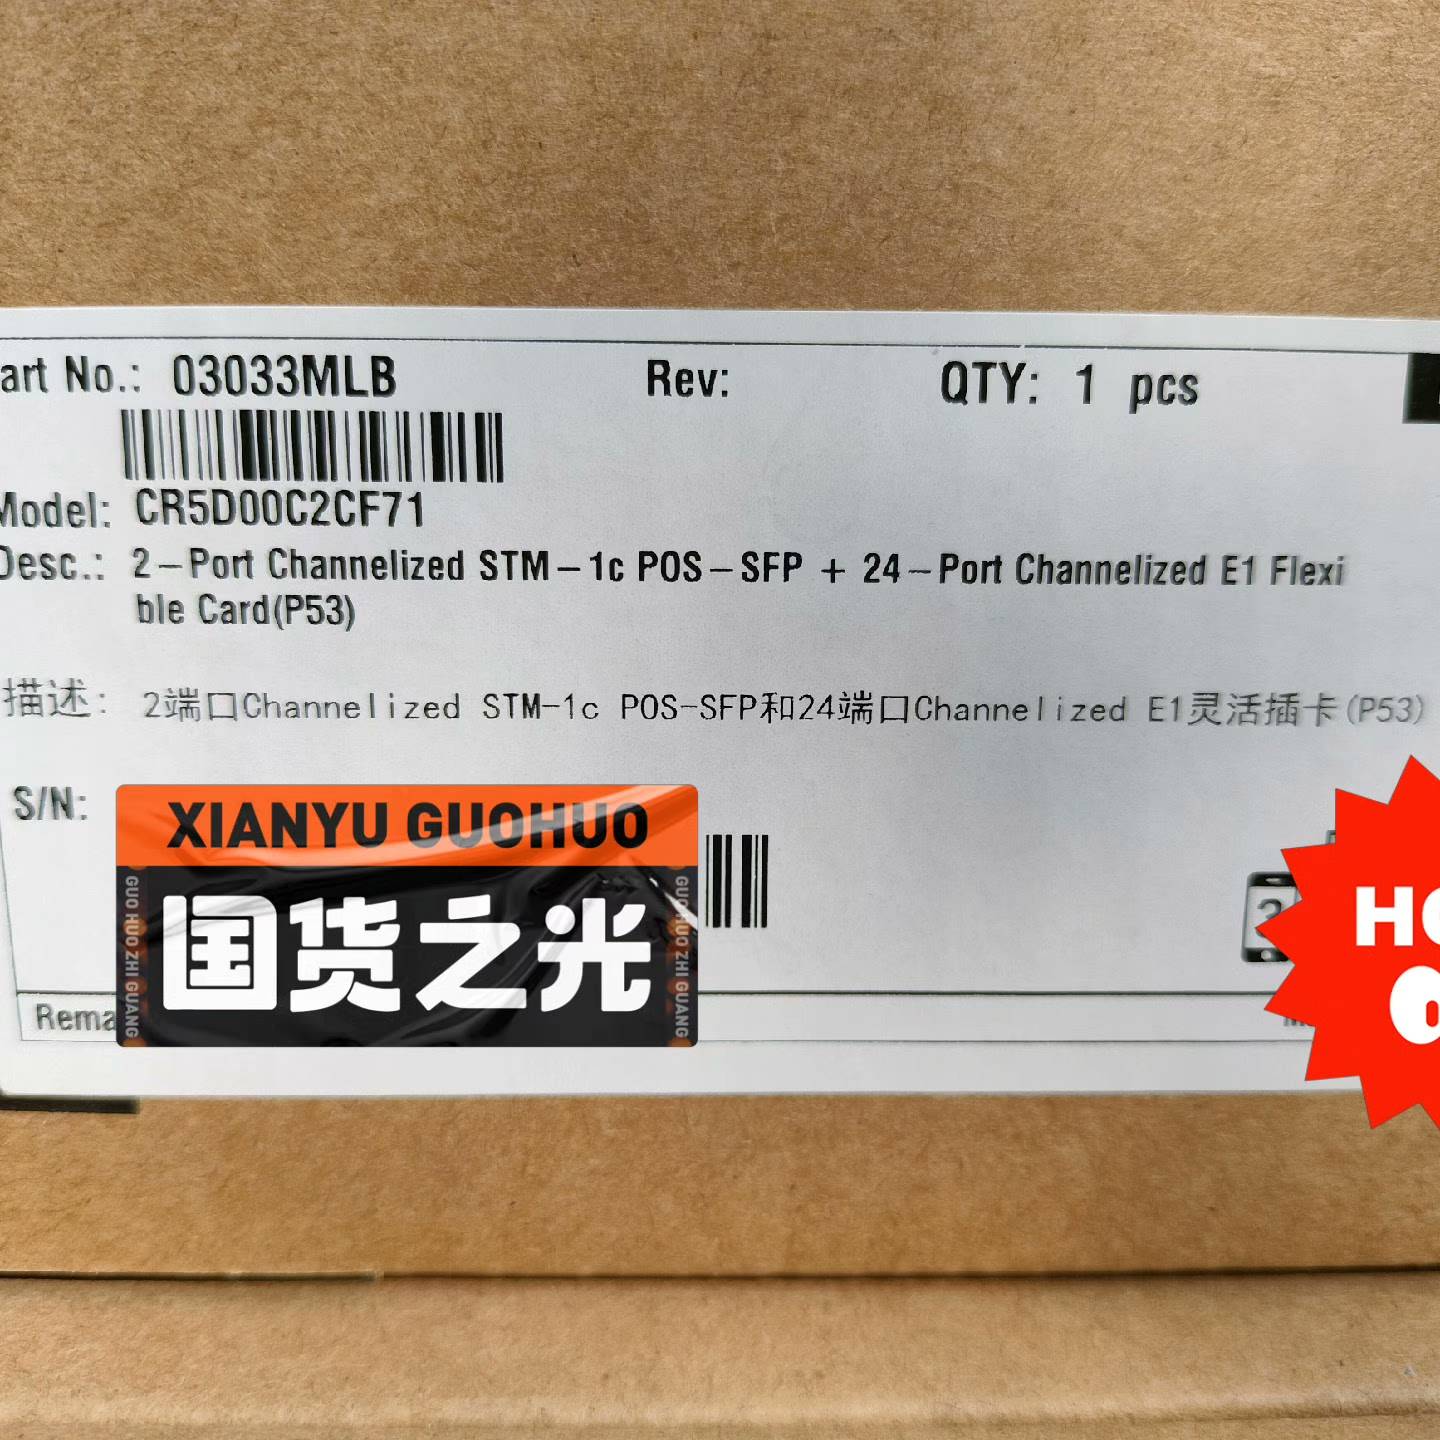 art No.: 03033MLB Rev: QTY: 1 pcs
Model: CR5D00C2CF71
Desc.: 2-Port Channelized STM-1c POS-SFP + 24-Port Channelized E1 Flexi
ble Card(P53)
描述: 2端口Channelized STM-1c POS-SFP和24端口Channelized E1灵活插卡(P53)
S/N:
XIANYU GUOHUO
国货之光
GUO HUO ZHI GUANG
GUO HUO ZHI GUANG
3
HO
Rema